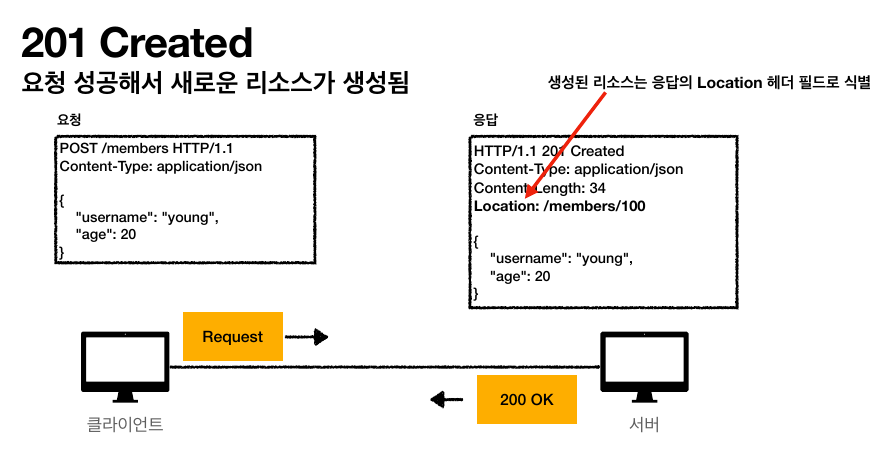 201 Created
요청 성공해서 새로운 리소스가 생성됨
생성된 리소스는 응답의 Location 헤더 필드로 식별
요청
POST /members HTTP/1.1
Content-Type: application/json
{
"username": "young",
"age": 20
}
응답
HTTP/1.1 201 Created
Content-Type: application/json
Content-Length: 34
Location: /members/100
{
"username": "young",
"age": 20
}
Request
200 OK
클라이언트
서버